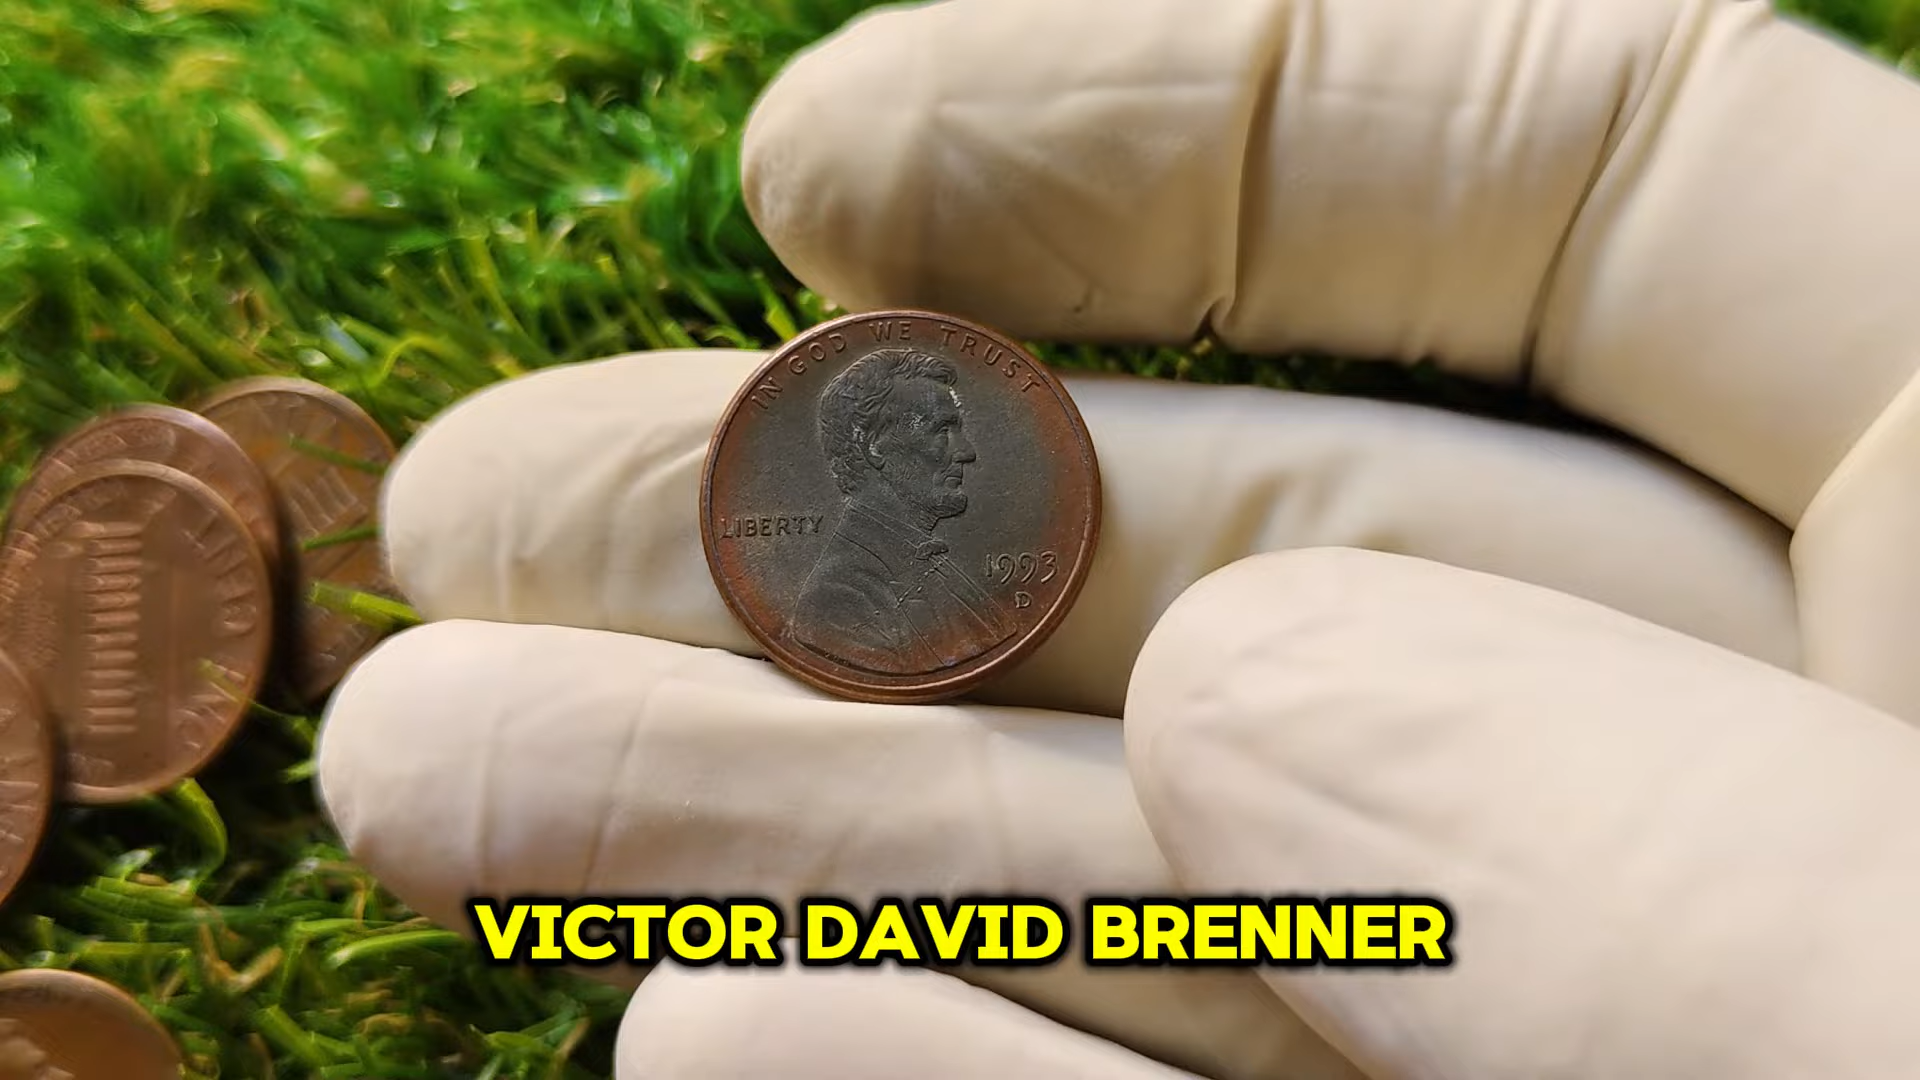 IN GOD WE TRUST
LIBERTY
1993
D
VICTOR DAVID BRENNER